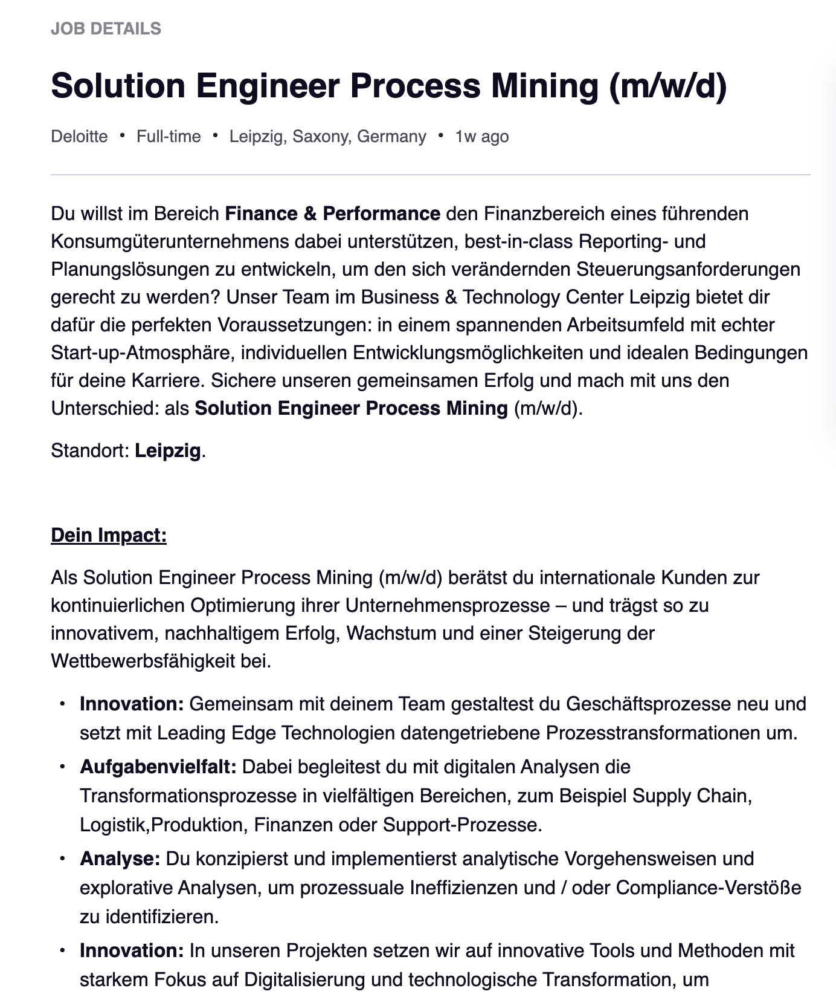 JOB DETAILS
Solution Engineer Process Mining (m/w/d)
Deloitte • Full-time • Leipzig, Saxony, Germany • 1w ago
Du willst im Bereich Finance & Performance den Finanzbereich eines führenden
Konsumgüterunternehmens dabei unterstützen, best-in-class Reporting- und
Planungslösungen zu entwickeln, um den sich verändernden Steuerungsanforderungen
gerecht zu werden? Unser Team im Business & Technology Center Leipzig bietet dir
dafür die perfekten Voraussetzungen: in einem spannenden Arbeitsumfeld mit echter
Start-up-Atmosphäre, individuellen Entwicklungsmöglichkeiten und idealen Bedingungen
für deine Karriere. Sichere unseren gemeinsamen Erfolg und mach mit uns den
Unterschied: als Solution Engineer Process Mining (m/w/d).
Standort: Leipzig.
Dein Impact:
Als Solution Engineer Process Mining (m/w/d) berätst du internationale Kunden zur
kontinuierlichen Optimierung ihrer Unternehmensprozesse – und trägst so zu
innovativem, nachhaltigem Erfolg, Wachstum und einer Steigerung der
Wettbewerbsfähigkeit bei.
• Innovation: Gemeinsam mit deinem Team gestaltest du Geschäftsprozesse neu und
setzt mit Leading Edge Technologien datengetriebene Prozesstransformationen um.
• Aufgabenvielfalt: Dabei begleitest du mit digitalen Analysen die
Transformationsprozesse in vielfältigen Bereichen, zum Beispiel Supply Chain,
Logistik,Produktion, Finanzen oder Support-Prozesse.
• Analyse: Du konzipierst und implementierst analytische Vorgehensweisen und
explorative Analysen, um prozessuale Ineffizienzen und / oder Compliance-Verstöße
zu identifizieren.
• Innovation: In unseren Projekten setzen wir auf innovative Tools und Methoden mit
starkem Fokus auf Digitalisierung und technologische Transformation, um